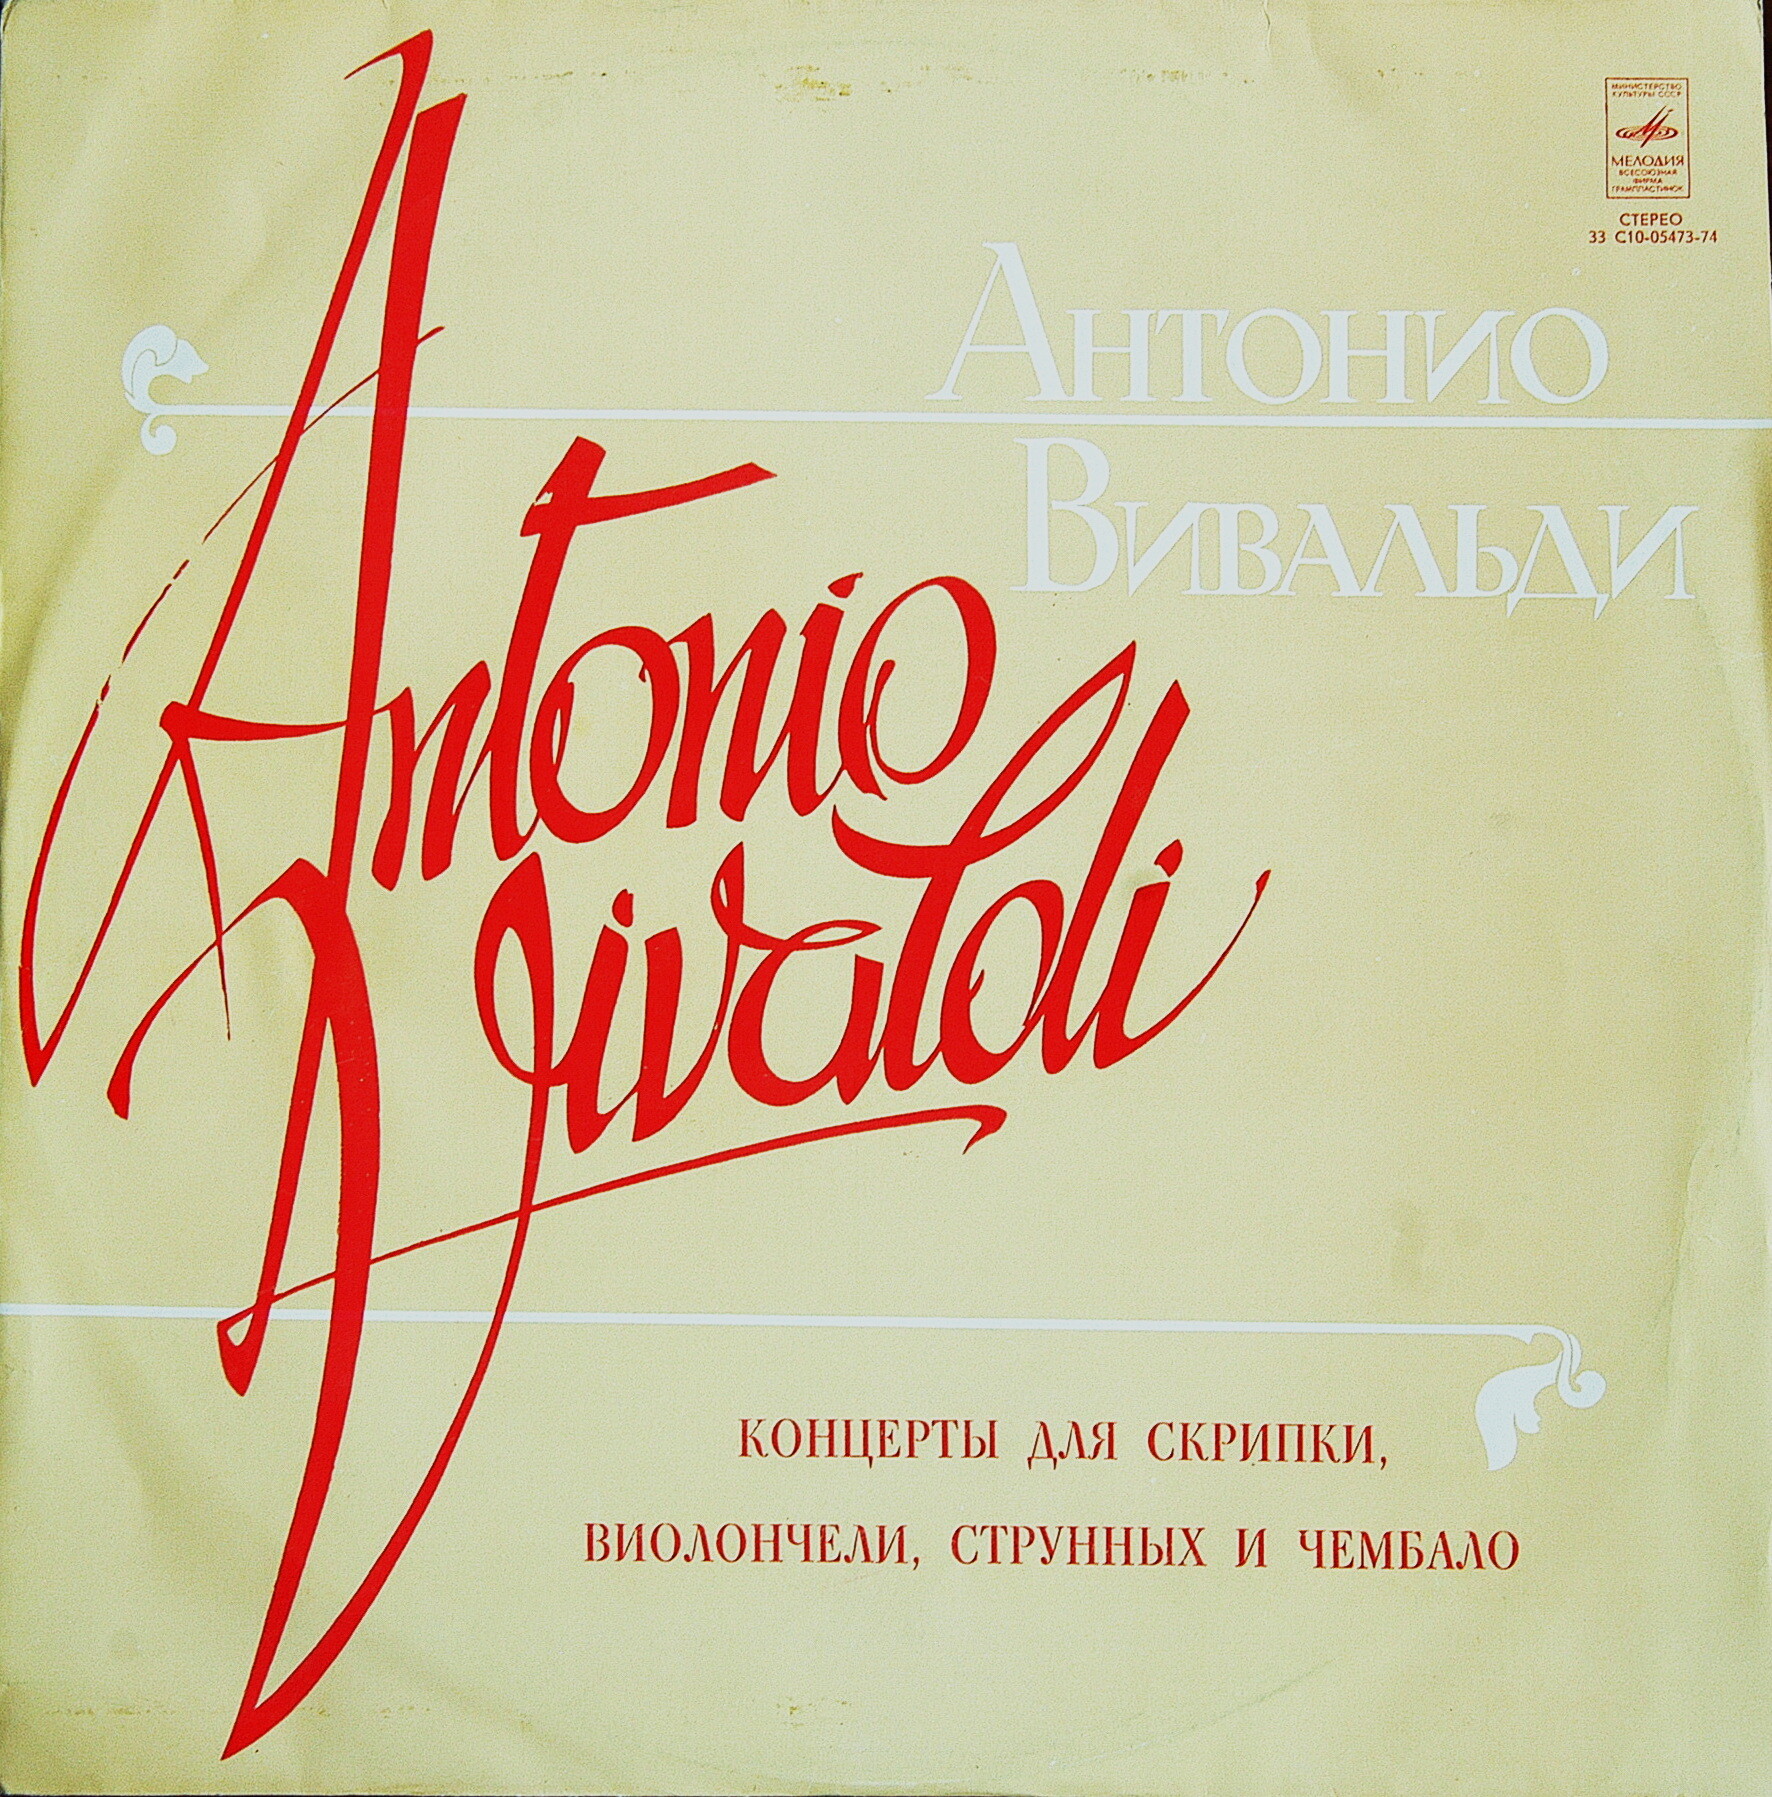 МИНИСТЕРСТВО
КУЛЬТУРЫ СССР
МЕЛОДИЯ
ВСЕСОЮЗНАЯ
ФИРМА
ГРАМПЛАСТИНОК
СТЕРЕО
33 С10-05473-74
АНТОНИО
ВИВАЛЬДИ
Antonio
Vivaldi
КОНЦЕРТЫ ДЛЯ СКРИПКИ,
ВИОЛОНЧЕЛИ, СТРУННЫХ И ЧЕМБАЛО